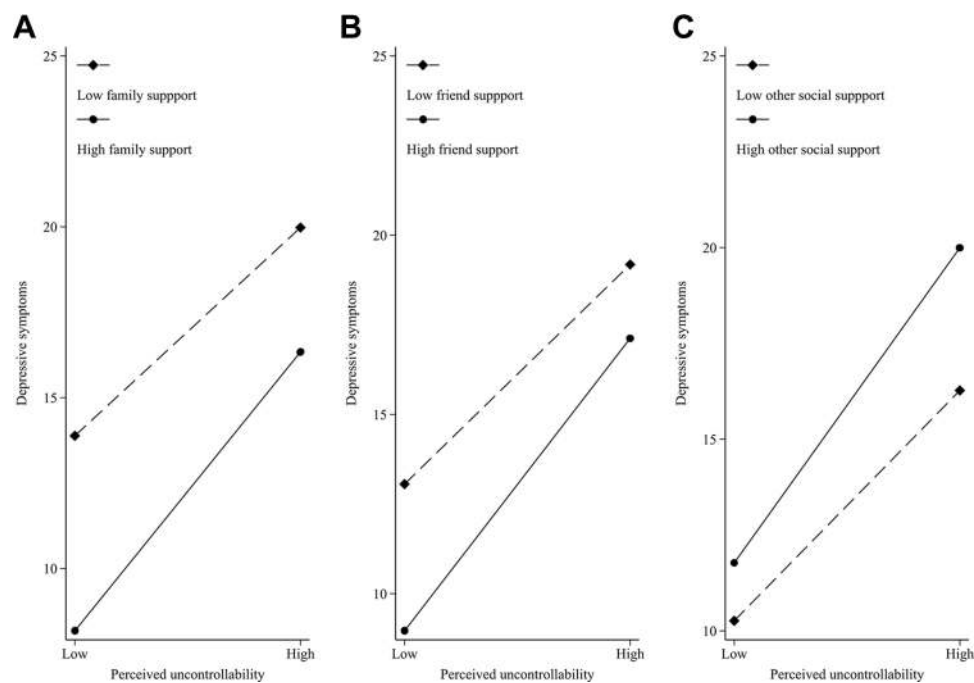 A
25
20
15
10
Depressive symptoms
Low family suppport
High family support
Low
High
Perceived uncontrollability
B
25
20
15
10
Depressive symptoms
Low friend suppport
High friend support
Low
High
Perceived uncontrollability
C
25
20
15
10
Depressive symptoms
Low other social suppport
High other social support
Low
High
Perceived uncontrollability